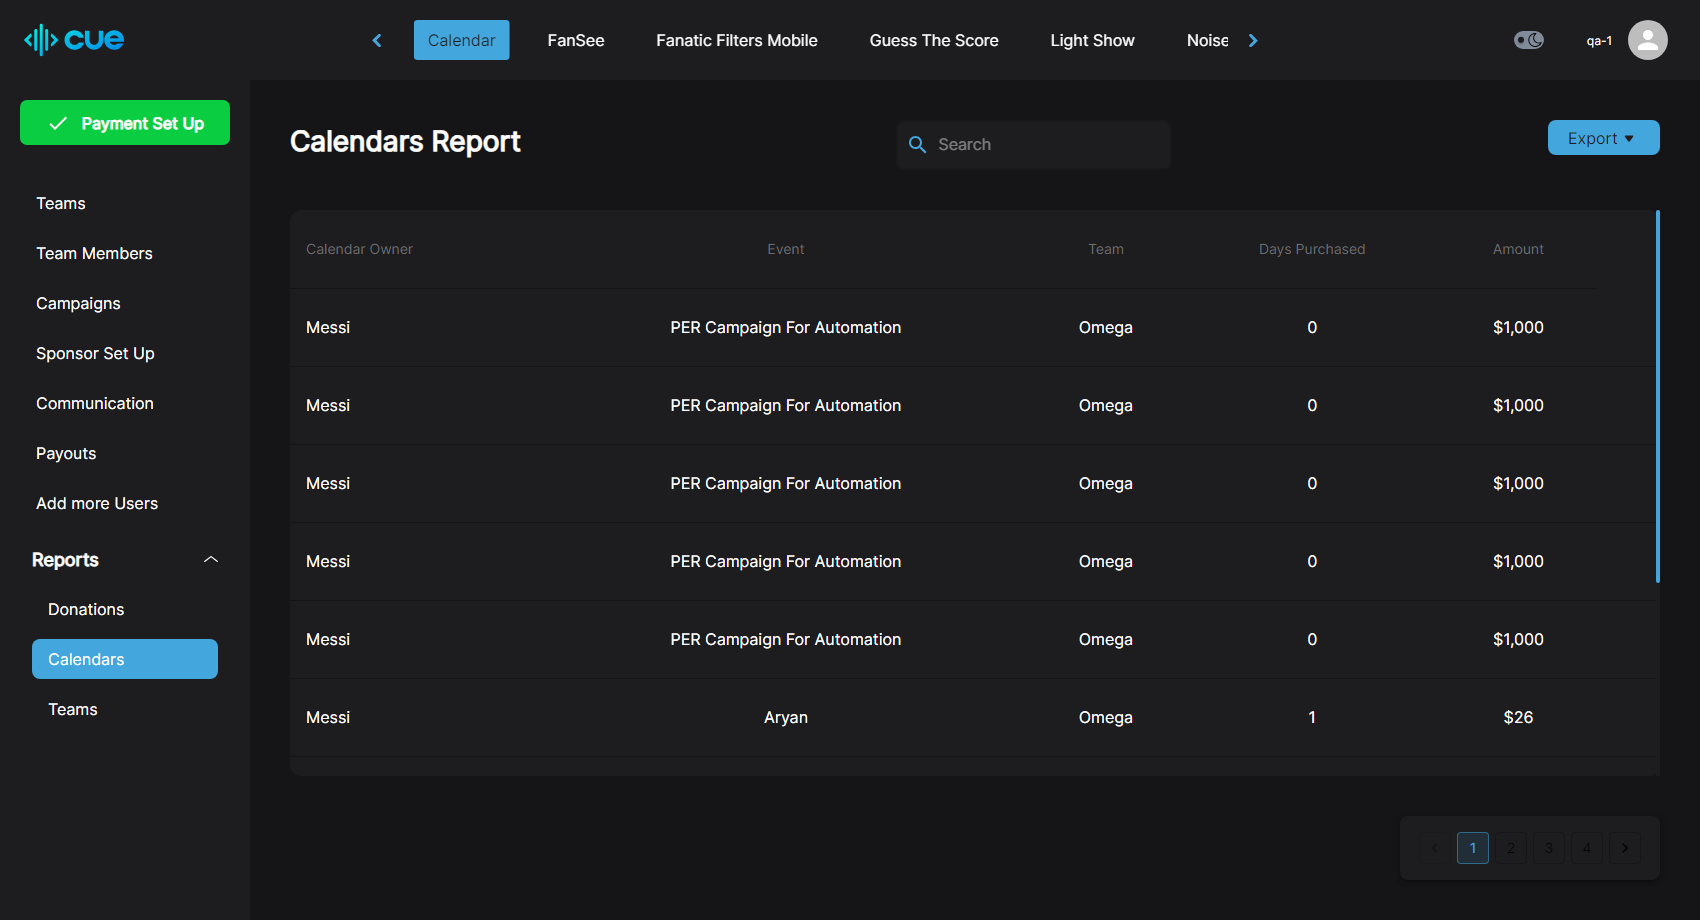 cue
Calendar FanSee Fanatic Filters Mobile Guess The Score Light Show Noise
qa-1
Payment Set Up
Teams
Team Members
Campaigns
Sponsor Set Up
Communication
Payouts
Add more Users
Reports
Donations
Calendars
Teams
Calendars Report
Search
Export
Calendar Owner Event Team Days Purchased Amount
Messi PER Campaign For Automation Omega 0 $1,000
Messi PER Campaign For Automation Omega 0 $1,000
Messi PER Campaign For Automation Omega 0 $1,000
Messi PER Campaign For Automation Omega 0 $1,000
Messi PER Campaign For Automation Omega 0 $1,000
Messi Aryan Omega 1 $26
1 2 3 4